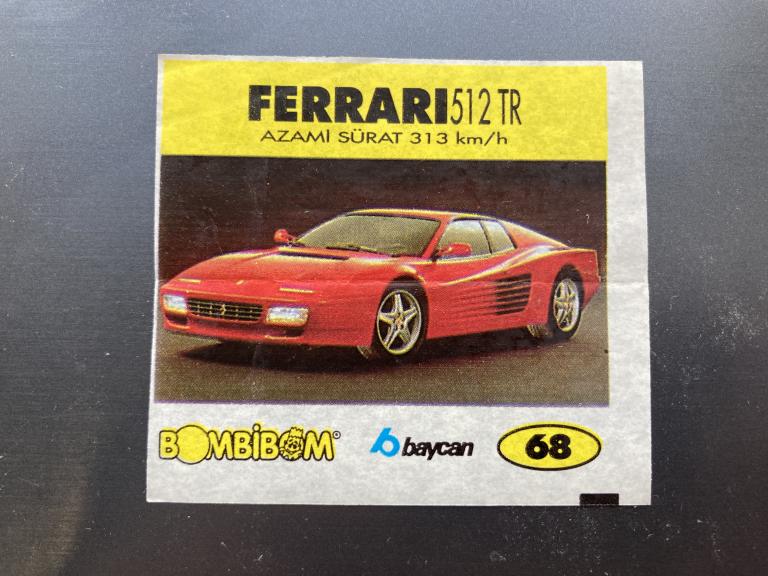 FERRARI 512 TR
AZAMİ SÜRAT 313 km/h
BOMBİBOM®
baycan
68